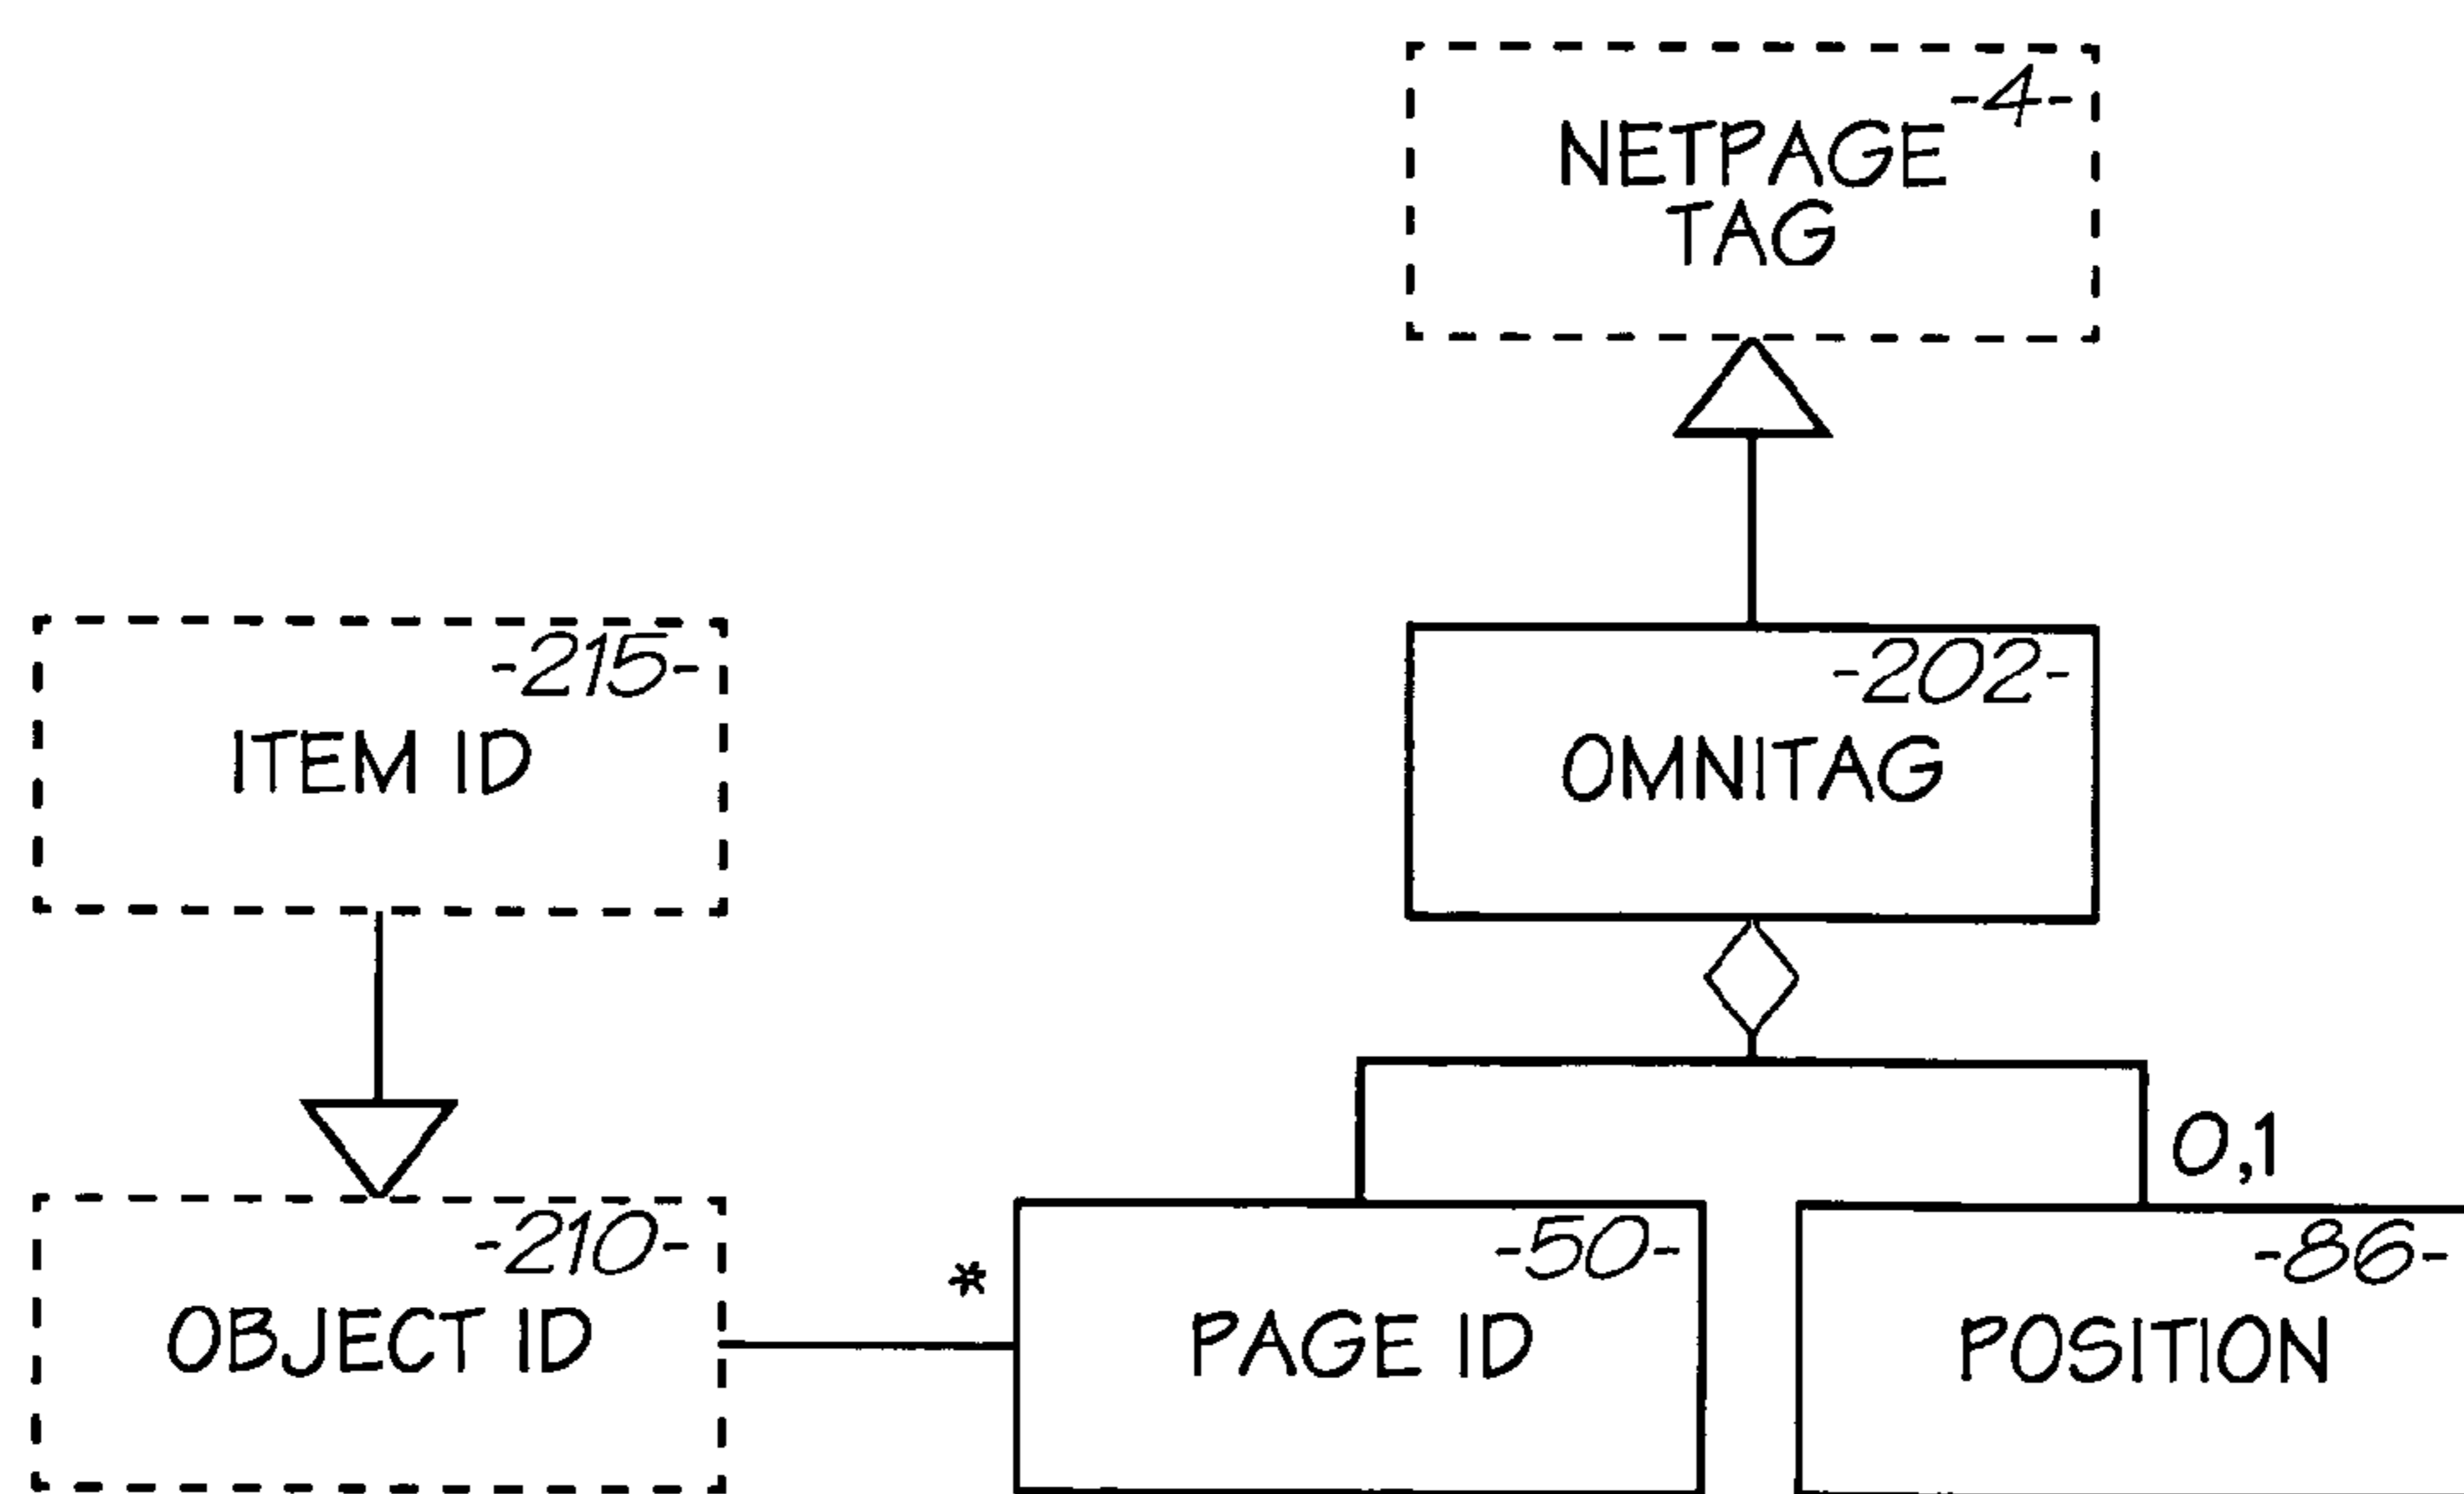 -4-
NETPAGE
TAG
-215-
ITEM ID
-202-
OMNITAG
0,1
-210-
OBJECT ID
*
-50-
PAGE ID
-86-
POSITION